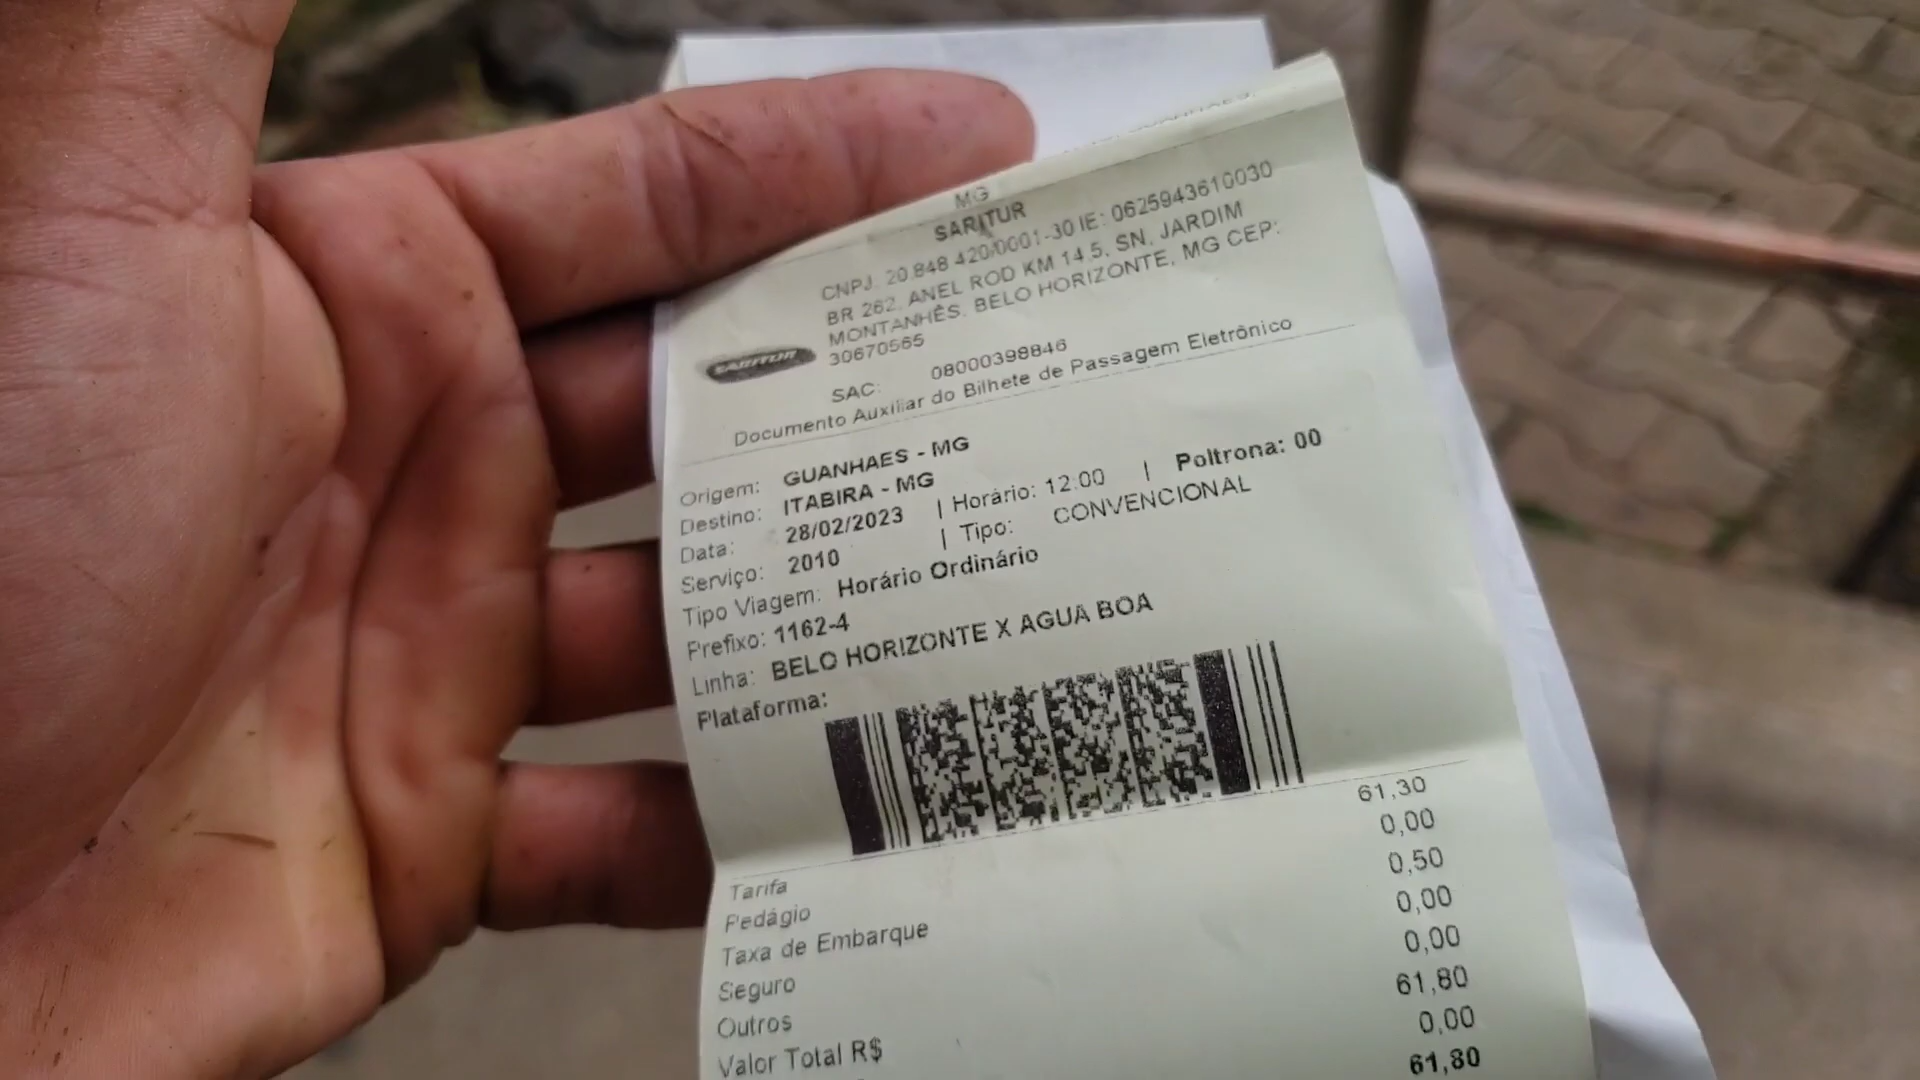 MG
SARITUR
CNPJ: 20.848.420/0001-30 IE: 0625943610030
BR 262, ANEL ROD KM 14,5, SN, JARDIM
MONTANHÊS, BELO HORIZONTE, MG CEP:
30670565
SARITUR
SAC: 08000398846
Documento Auxiliar do Bilhete de Passagem Eletrônico
Origem: GUANHAES - MG
Destino: ITABIRA - MG
Data: 28/02/2023 | Horário: 12:00 | Poltrona: 00
Serviço: 2010 | Tipo: CONVENCIONAL
Tipo Viagem: Horário Ordinário
Prefixo: 1162-4
Linha: BELO HORIZONTE X AGUA BOA
Plataforma:
Tarifa 61,30
Pedágio 0,00
Taxa de Embarque 0,50
Seguro 0,00
Outros 0,00
Valor Total R$ 61,80
0,00
61,80